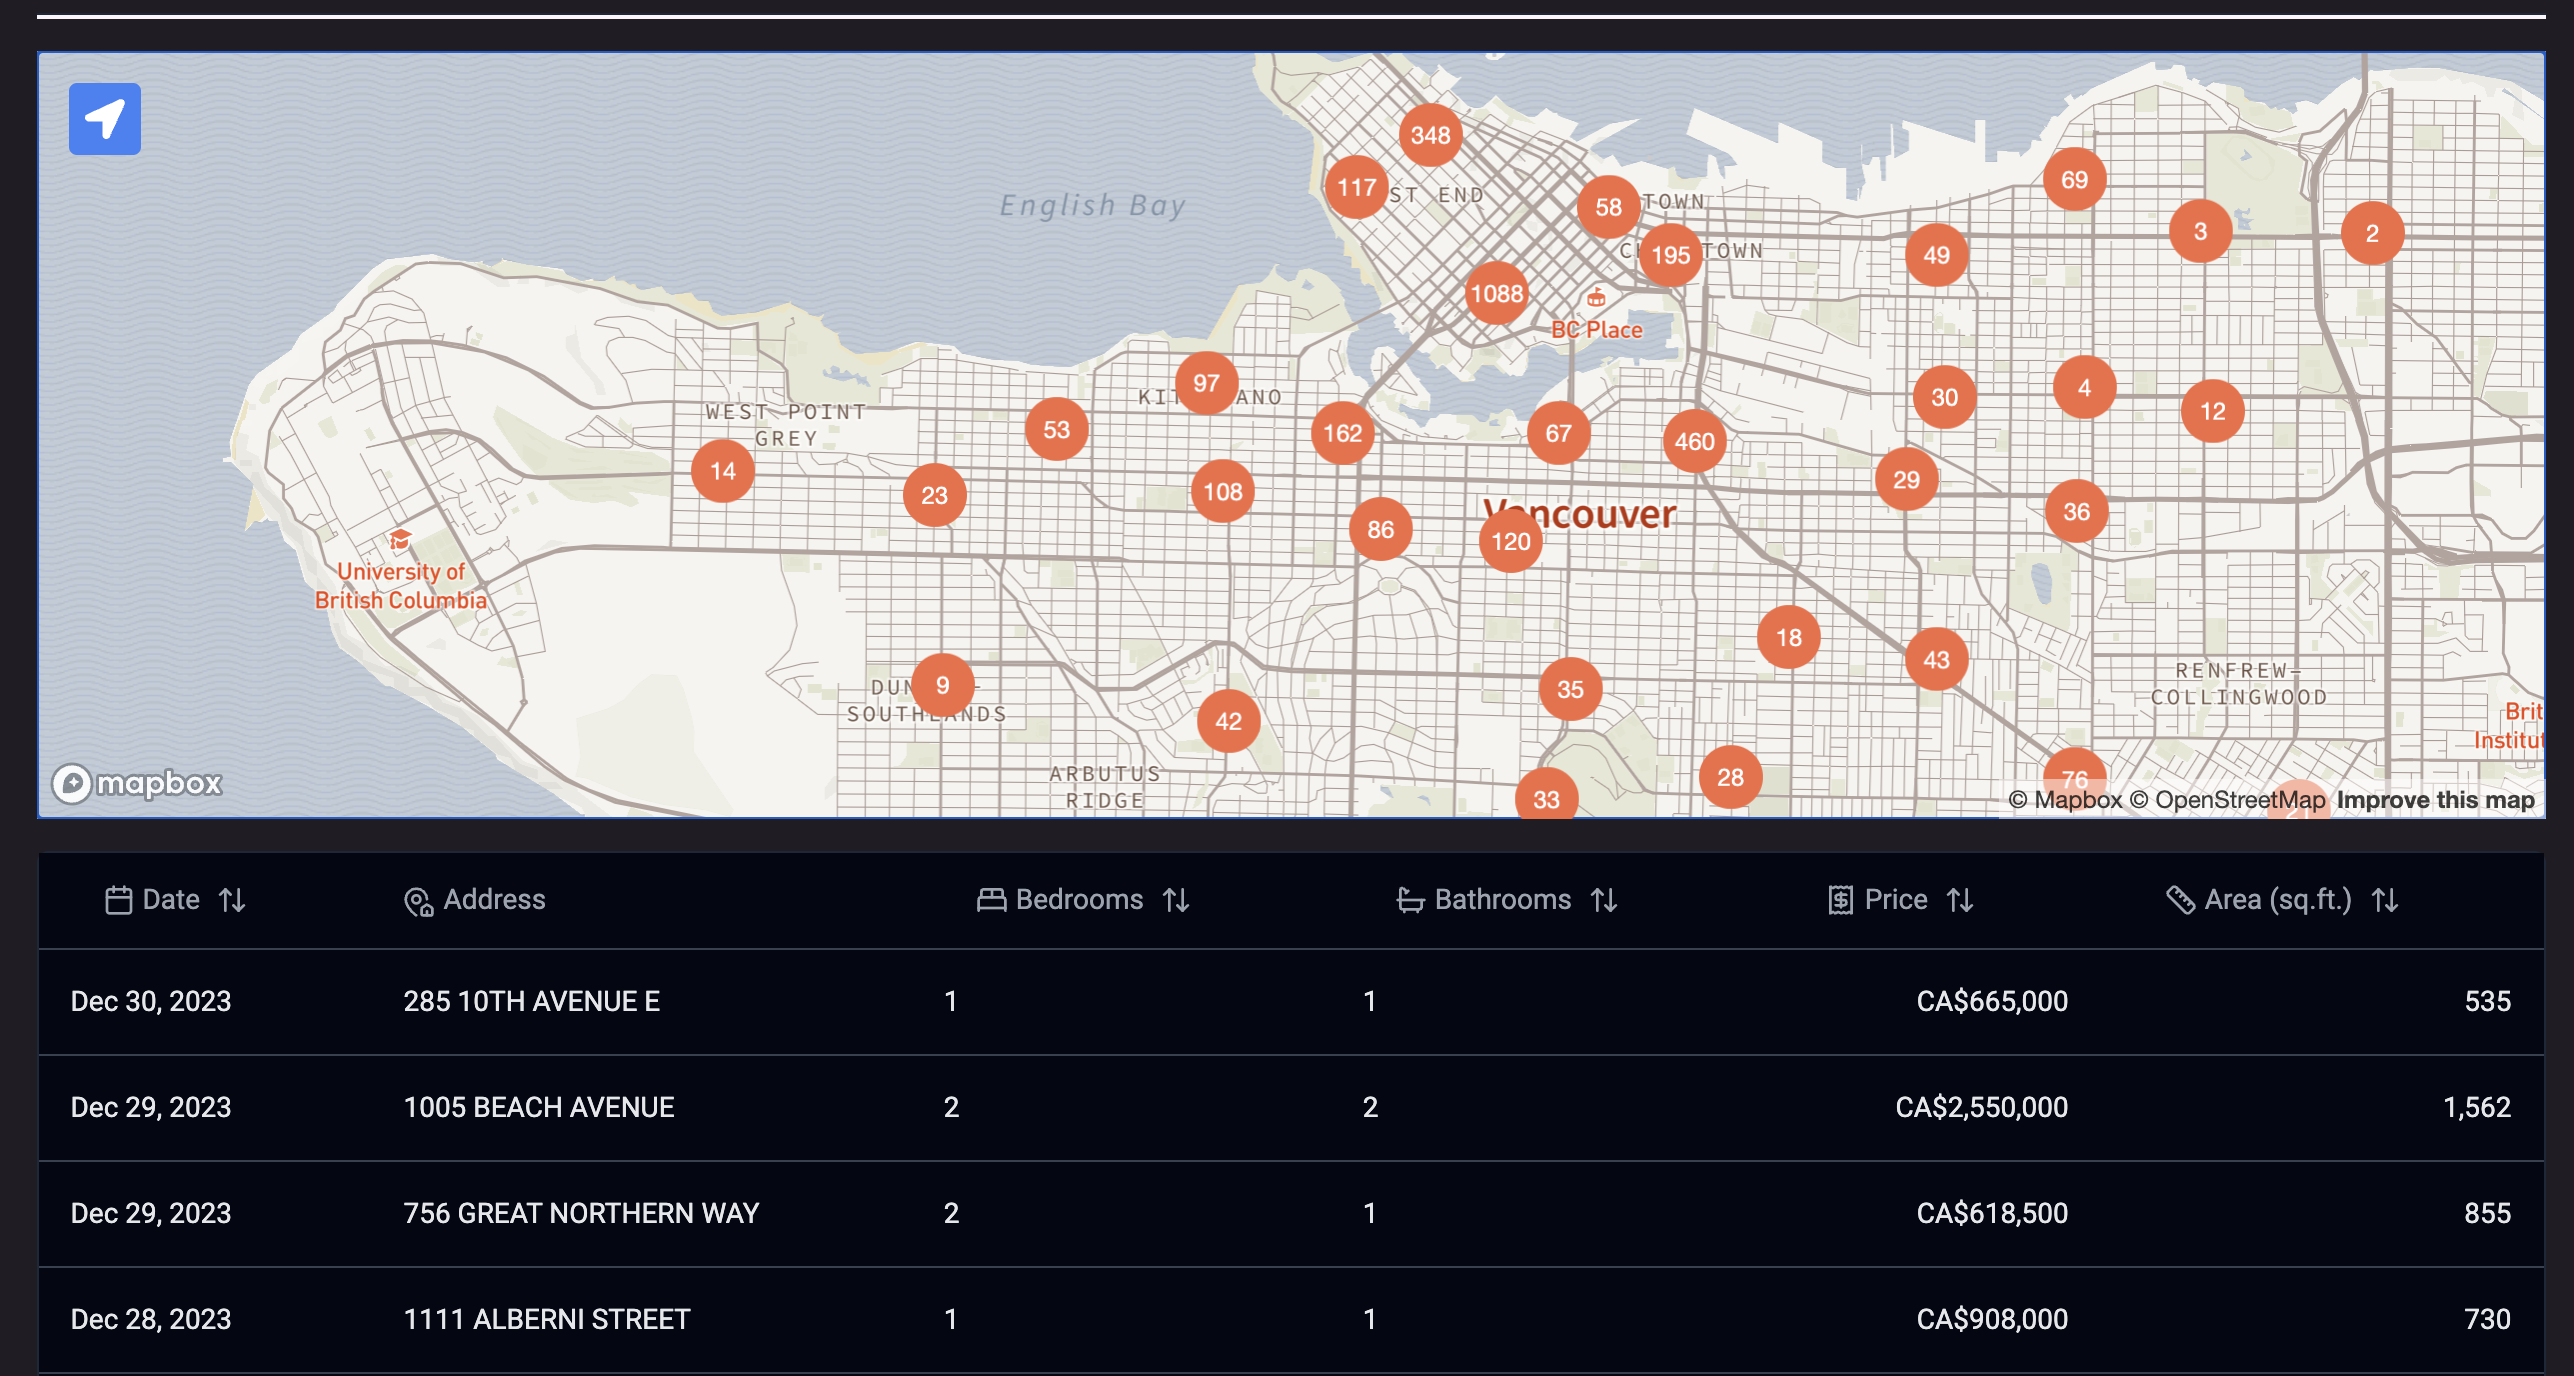 348
117
ST END
English Bay
58
TOWN
69
195
TOWN
49
3
2
1088
BC Place
97
KIT
ANO
WEST POINT
GREY
53
162
67
460
30
4
12
14
23
108
29
36
86
Vancouver
120
University of
British Columbia
18
43
RENFREW-
COLLINGWOOD
9
SOUTHLANDS
42
35
Brit
Institut
ARBUTUS
RIDGE
28
76
33
mapbox
© Mapbox © OpenStreetMap Improve this map
Date Address Bedrooms Bathrooms Price Area (sq.ft.)
Dec 30, 2023 285 10TH AVENUE E 1 1 CA$665,000 535
Dec 29, 2023 1005 BEACH AVENUE 2 2 CA$2,550,000 1,562
Dec 29, 2023 756 GREAT NORTHERN WAY 2 1 CA$618,500 855
Dec 28, 2023 1111 ALBERNI STREET 1 1 CA$908,000 730